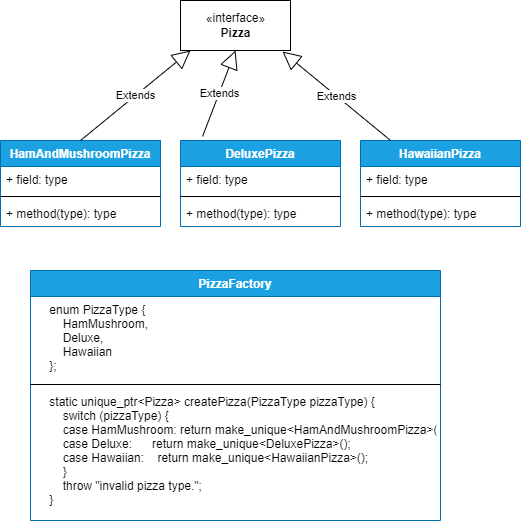 «interface»
Pizza
Extends
Extends
Extends
HamAndMushroomPizza
+ field: type
+ method(type): type
DeluxePizza
+ field: type
+ method(type): type
HawaiianPizza
+ field: type
+ method(type): type
PizzaFactory
enum PizzaType {
HamMushroom,
Deluxe,
Hawaiian
};
static unique_ptr<Pizza> createPizza(PizzaType pizzaType) {
switch (pizzaType) {
case HamMushroom: return make_unique<HamAndMushroomPizza>(
case Deluxe: return make_unique<DeluxePizza>();
case Hawaiian: return make_unique<HawaiianPizza>();
}
throw "invalid pizza type.";
}